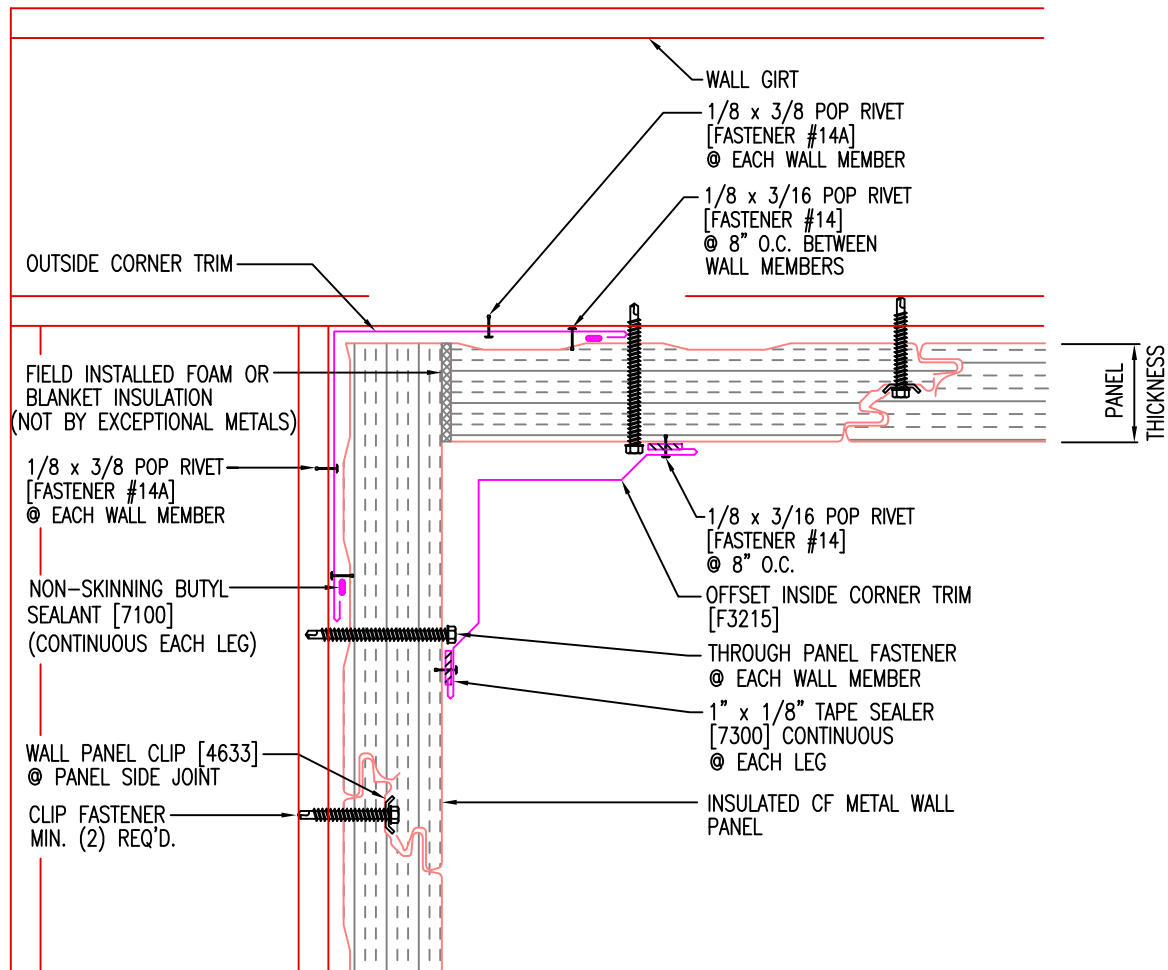 WALL GIRT
1/8 x 3/8 POP RIVET
[FASTENER #14A]
@ EACH WALL MEMBER
1/8 x 3/16 POP RIVET
[FASTENER #14]
@ 8" O.C. BETWEEN
WALL MEMBERS
OUTSIDE CORNER TRIM
FIELD INSTALLED FOAM OR
BLANKET INSULATION
(NOT BY EXCEPTIONAL METALS)
PANEL
THICKNESS
1/8 x 3/8 POP RIVET
[FASTENER #14A]
@ EACH WALL MEMBER
1/8 x 3/16 POP RIVET
[FASTENER #14]
@ 8" O.C.
NON-SKINNING BUTYL
SEALANT [7100]
(CONTINUOUS EACH LEG)
OFFSET INSIDE CORNER TRIM
[F3215]
THROUGH PANEL FASTENER
@ EACH WALL MEMBER
1" x 1/8" TAPE SEALER
[7300] CONTINUOUS
@ EACH LEG
WALL PANEL CLIP [4633]
@ PANEL SIDE JOINT
CLIP FASTENER
MIN. (2) REQ'D.
INSULATED CF METAL WALL
PANEL